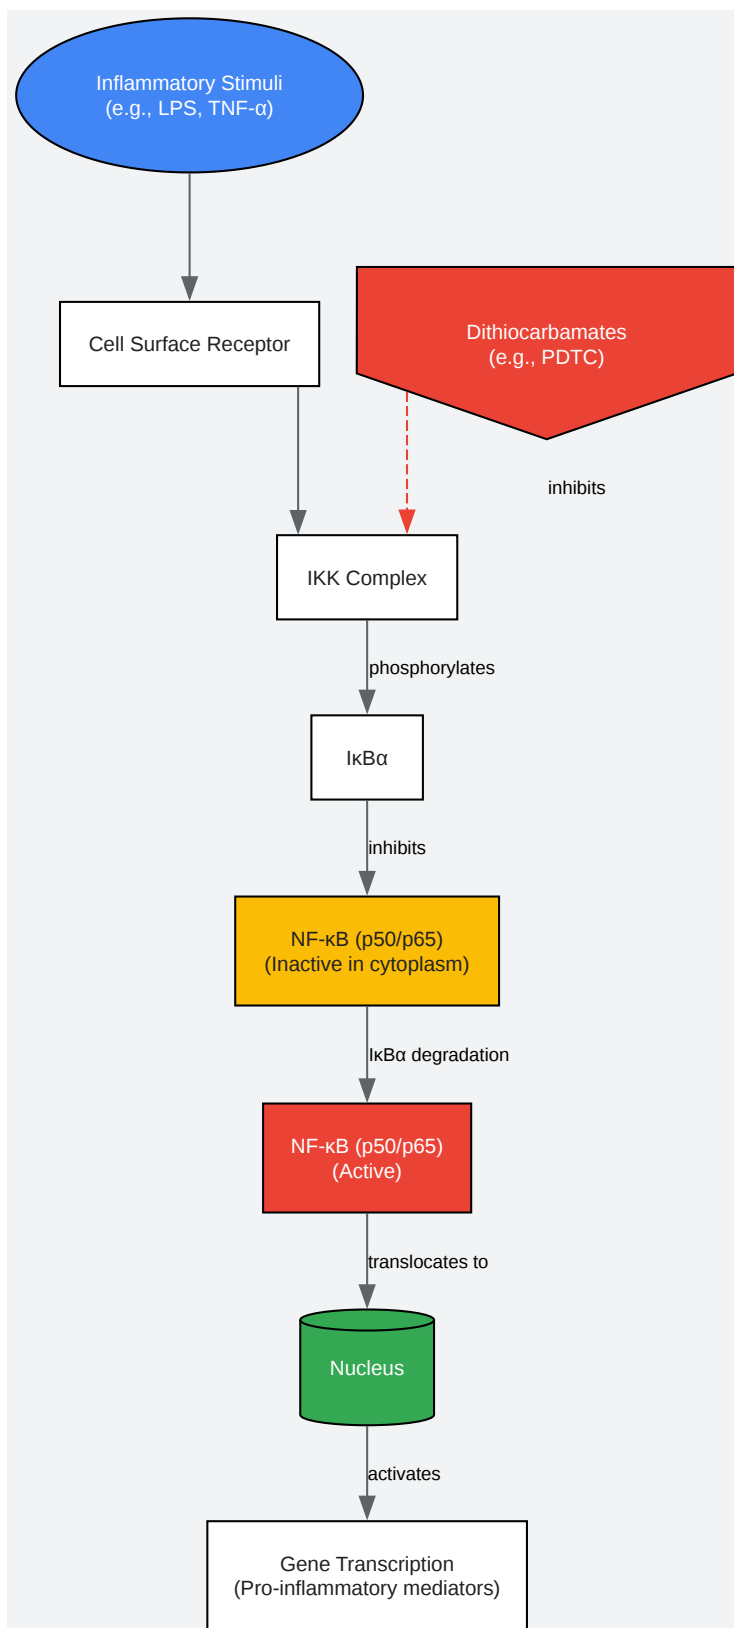 Inflammatory Stimuli
(e.g., LPS, TNF-α)
Cell Surface Receptor
Dithiocarbamates
(e.g., PDTC)
inhibits
IKK Complex
phosphorylates
IκBα
inhibits
NF-κB (p50/p65)
(Inactive in cytoplasm)
IκBα degradation
NF-κB (p50/p65)
(Active)
translocates to
Nucleus
activates
Gene Transcription
(Pro-inflammatory mediators)